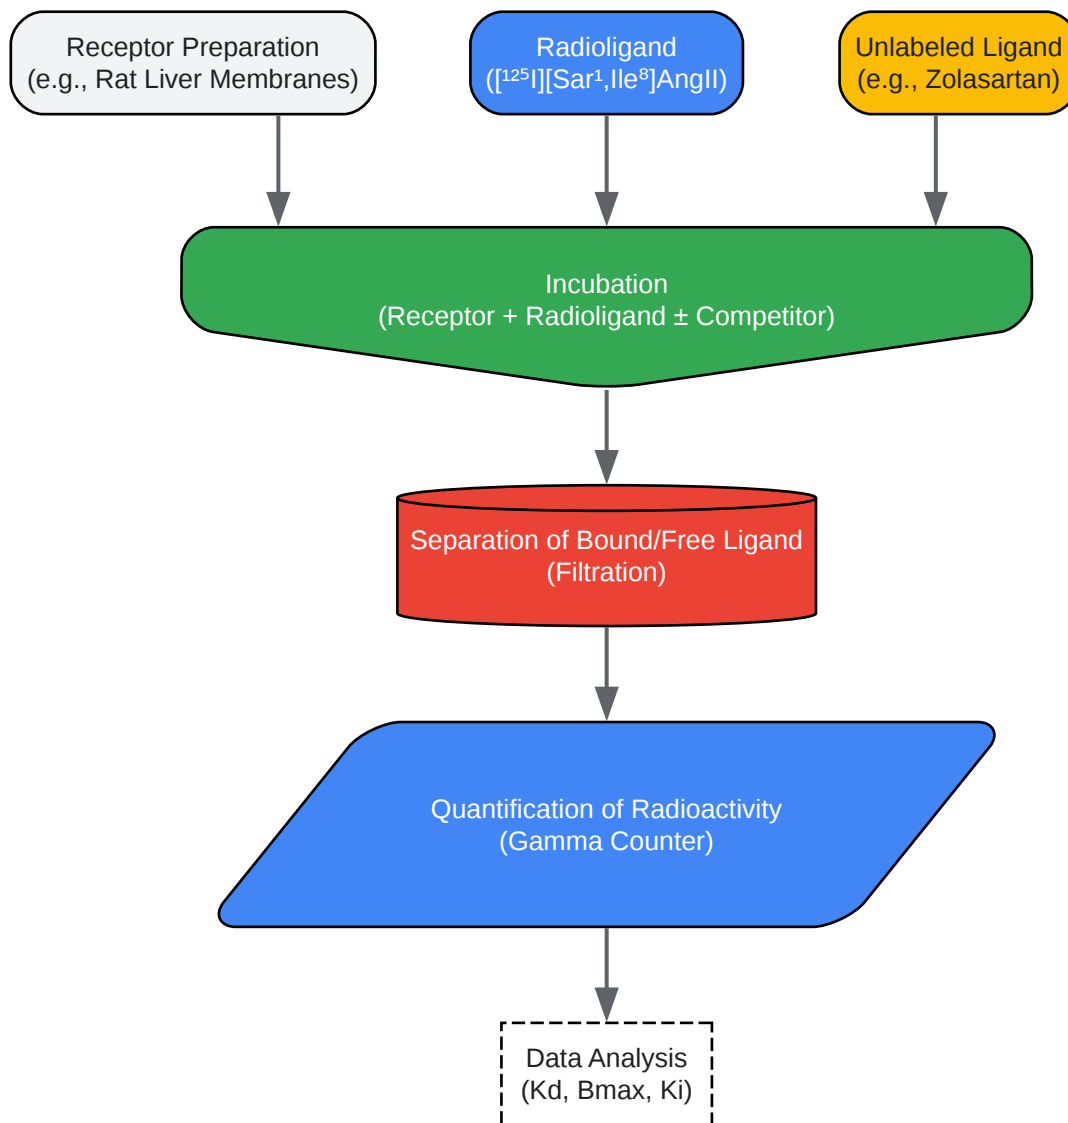 Receptor Preparation
(e.g., Rat Liver Membranes)
Radioligand
([¹²⁵I][Sar¹,Ile⁸]AngII)
Unlabeled Ligand
(e.g., Zolasartan)
Incubation
(Receptor + Radioligand ± Competitor)
Separation of Bound/Free Ligand
(Filtration)
Quantification of Radioactivity
(Gamma Counter)
Data Analysis
(Kd, Bmax, Ki)